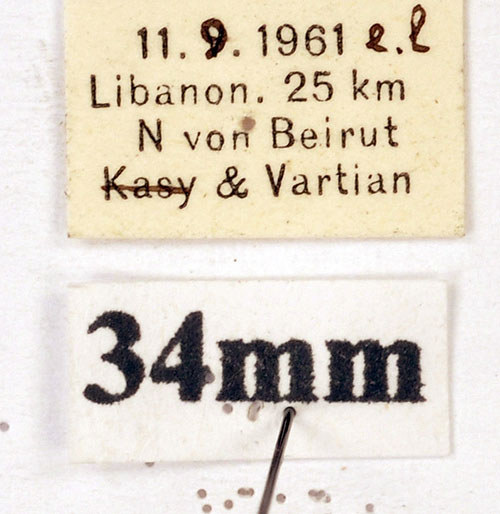 11. 9. 1961 e.l
Libanon. 25 km
N von Beirut
Kasy & Vartian
34mm